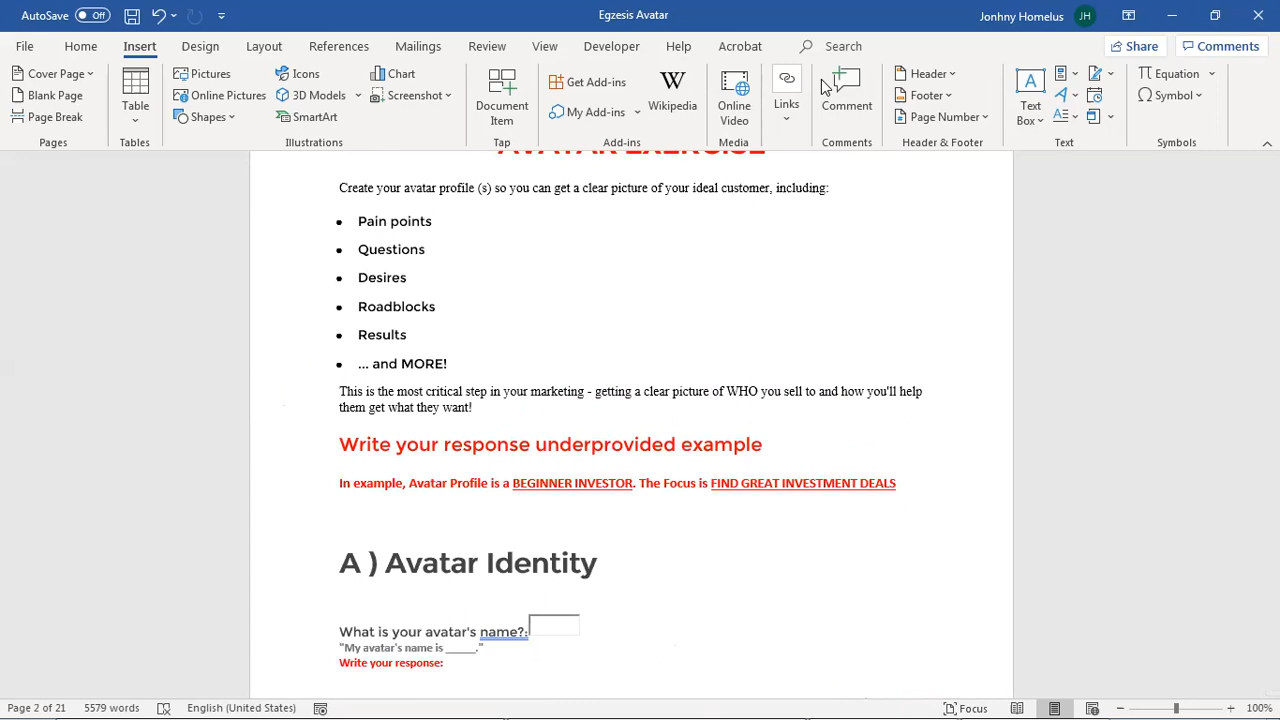 AutoSave Off Egzesis Avatar Jonhny Homelus JH
File Home Insert Design Layout References Mailings Review View Developer Help Acrobat Search Share Comments
Cover Page
Blank Page
Page Break
Pages
Table
Tables
Pictures
Online Pictures
Shapes
Icons
3D Models
SmartArt
Chart
Screenshot
Illustrations
Document
Item
Tap
Get Add-ins
My Add-ins
W
Wikipedia
Add-ins
Online
Video
Media
Links
Comment
Comments
Header
Footer
Page Number
Header & Footer
A
Text
Box
Text
Equation
Symbol
Symbols
AVATAR EXERCISE
Create your avatar profile (s) so you can get a clear picture of your ideal customer, including:
• Pain points
• Questions
• Desires
• Roadblocks
• Results
• ... and MORE!
This is the most critical step in your marketing - getting a clear picture of WHO you sell to and how you'll help
them get what they want!
Write your response underprovided example
In example, Avatar Profile is a BEGINNER INVESTOR. The Focus is FIND GREAT INVESTMENT DEALS
A ) Avatar Identity
What is your avatar's name?:
"My avatar's name is _____."
Write your response:
Page 2 of 21 5579 words English (United States) Focus 100%